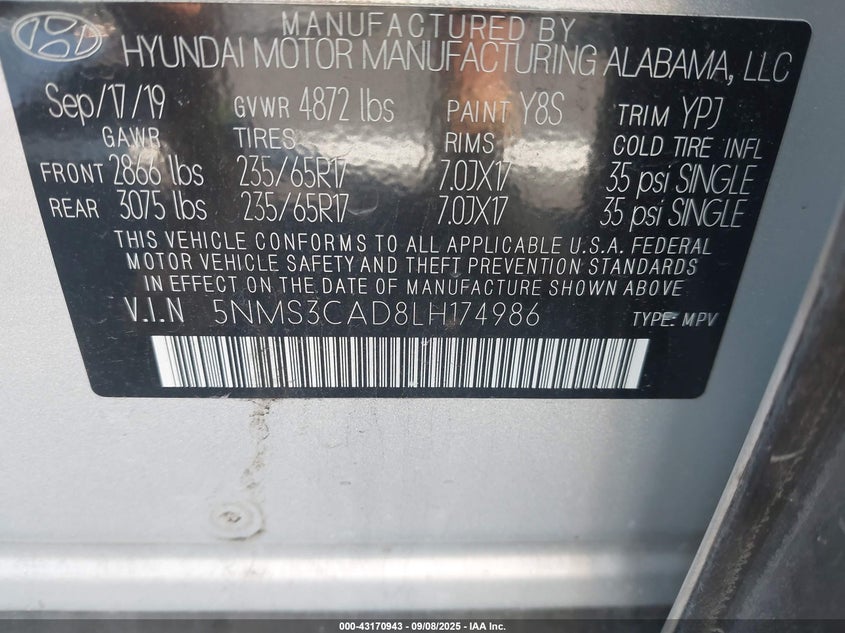 MANUFACTURED BY
HYUNDAI MOTOR MANUFACTURING ALABAMA, LLC
Sep/17/19 GVWR 4872 lbs PAINT Y8S TRIM YPJ
GAWR TIRES RIMS COLD TIRE INFL
FRONT 2866 lbs 235/65R17 7.0JX17 35 psi SINGLE
REAR 3075 lbs 235/65R17 7.0JX17 35 psi SINGLE
THIS VEHICLE CONFORMS TO ALL APPLICABLE U.S.A. FEDERAL
MOTOR VEHICLE SAFETY AND THEFT PREVENTION STANDARDS
IN EFFECT ON THE DATE OF MANUFACTURE SHOWN ABOVE.
V.I.N 5NMS3CAD8LH174986 TYPE: MPV
000-43170943 - 09/08/2025 - IAA Inc.